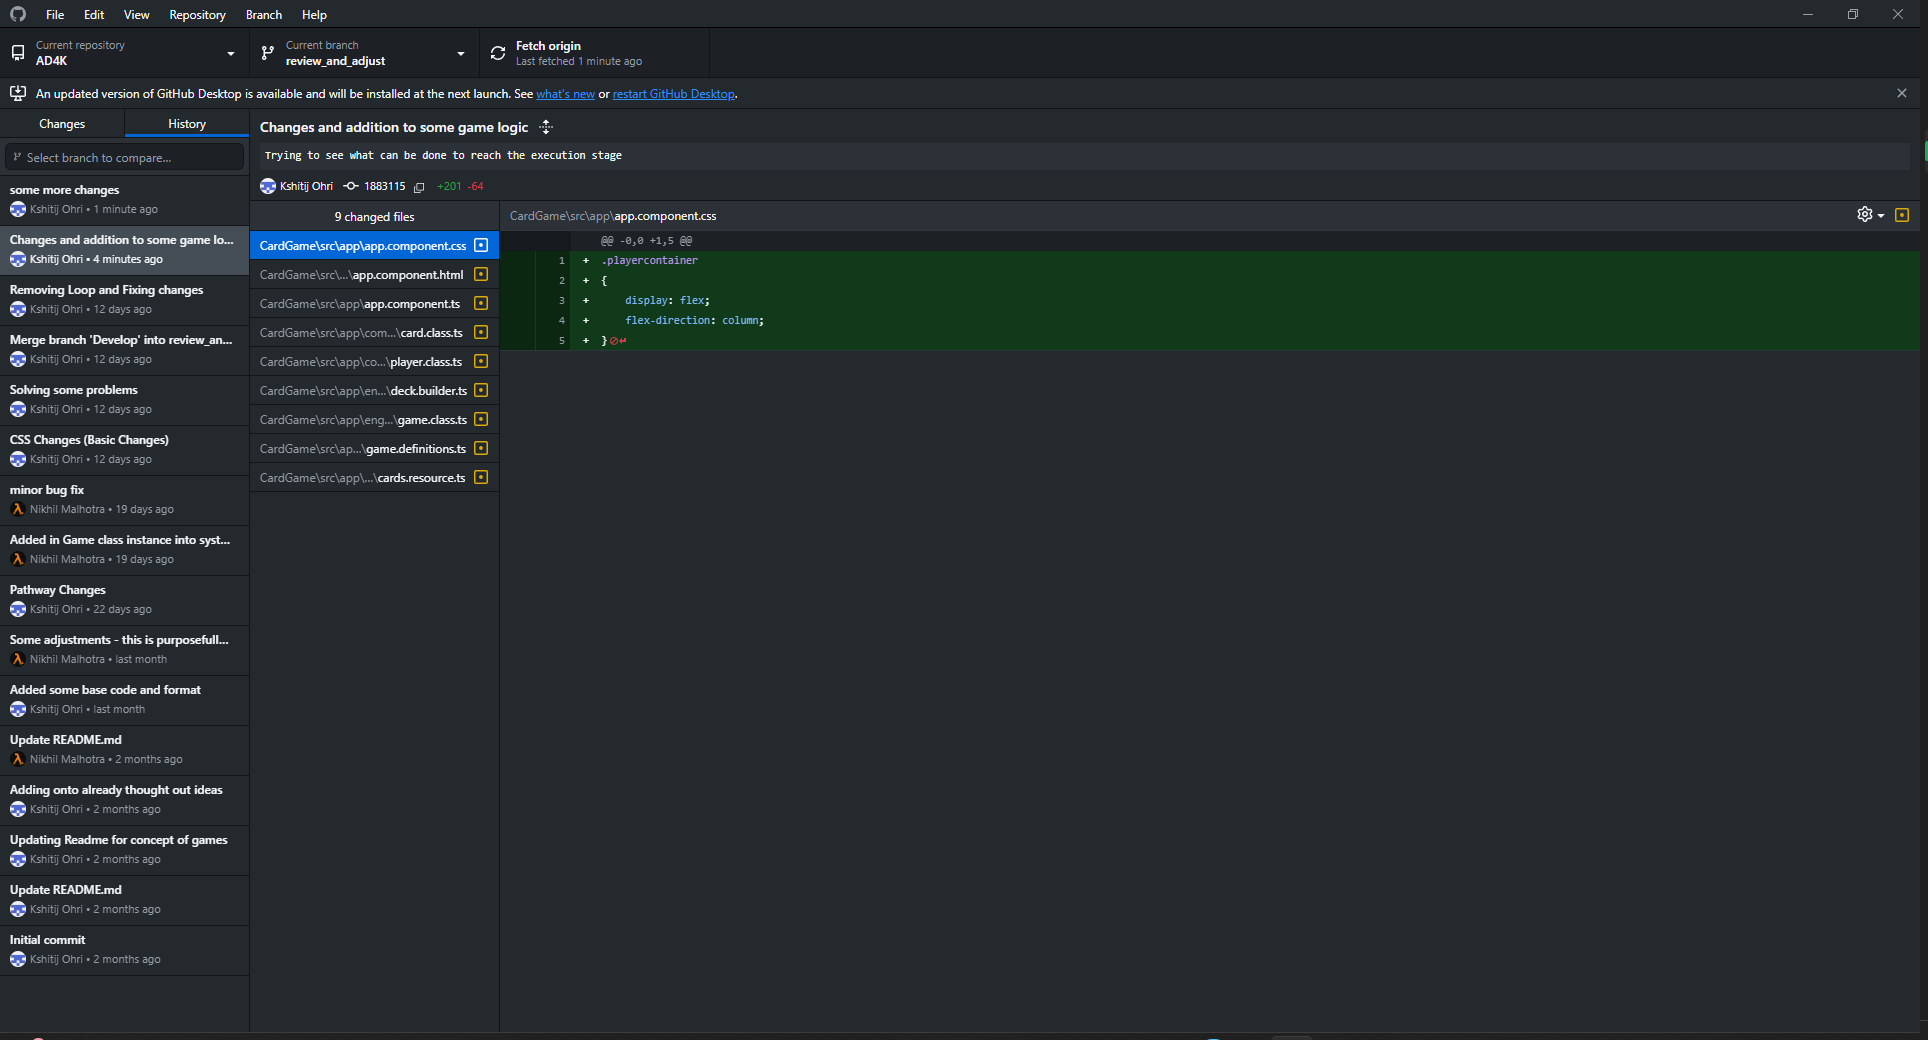 File Edit View Repository Branch Help
Current repository
AD4K
Current branch
review_and_adjust
Fetch origin
Last fetched 1 minute ago
An updated version of GitHub Desktop is available and will be installed at the next launch. See what's new or restart GitHub Desktop.
Changes
History
Select branch to compare...
some more changes
Kshitij Ohri • 1 minute ago
Changes and addition to some game lo...
Kshitij Ohri • 4 minutes ago
Removing Loop and Fixing changes
Kshitij Ohri • 12 days ago
Merge branch 'Develop' into review_an...
Kshitij Ohri • 12 days ago
Solving some problems
Kshitij Ohri • 12 days ago
CSS Changes (Basic Changes)
Kshitij Ohri • 12 days ago
minor bug fix
Nikhil Malhotra • 19 days ago
Added in Game class instance into syst...
Nikhil Malhotra • 19 days ago
Pathway Changes
Kshitij Ohri • 22 days ago
Some adjustments - this is purposefull...
Nikhil Malhotra • last month
Added some base code and format
Kshitij Ohri • last month
Update README.md
Nikhil Malhotra • 2 months ago
Adding onto already thought out ideas
Kshitij Ohri • 2 months ago
Updating Readme for concept of games
Kshitij Ohri • 2 months ago
Update README.md
Kshitij Ohri • 2 months ago
Initial commit
Kshitij Ohri • 2 months ago
Changes and addition to some game logic
Trying to see what can be done to reach the execution stage
Kshitij Ohri 1883115 +201 -64
9 changed files
CardGame\src\app\app.component.css
CardGame\src\...\app.component.html
CardGame\src\app\app.component.ts
CardGame\src\app\com...\card.class.ts
CardGame\src\app\co...\player.class.ts
CardGame\src\app\en...\deck.builder.ts
CardGame\src\app\eng...\game.class.ts
CardGame\src\ap...\game.definitions.ts
CardGame\src\app\...\cards.resource.ts
CardGame\src\app\app.component.css
@@ -0,0 +1,5 @@
1 + .playercontainer
2 + {
3 + display: flex;
4 + flex-direction: column;
5 + }